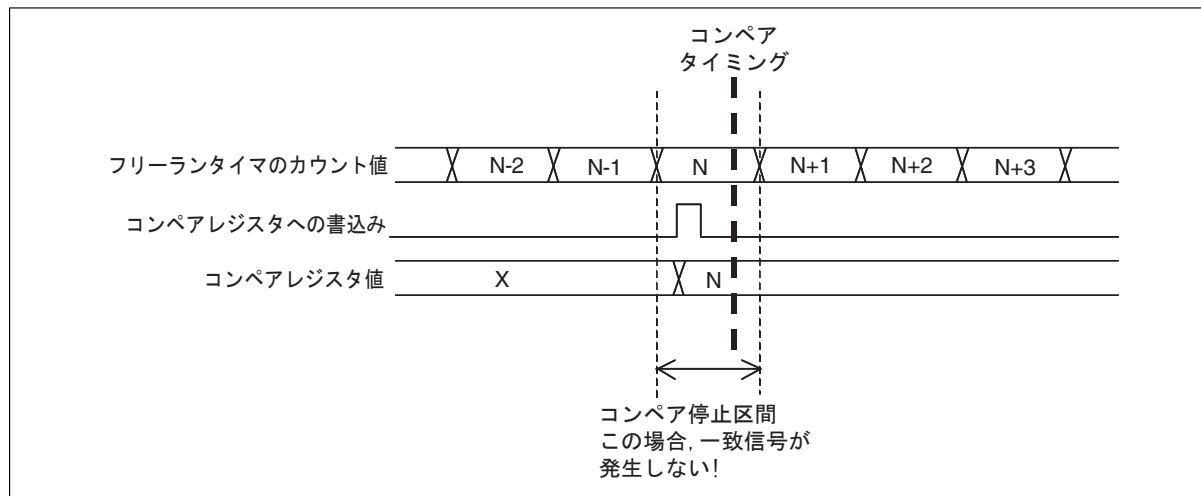 コンペア
タイミング
フリーランタイマのカウント値
N-2 N-1 N N+1 N+2 N+3
コンペアレジスタへの書込み
コンペアレジスタ値
X N
コンペア停止区間
この場合, 一致信号が
発生しない!